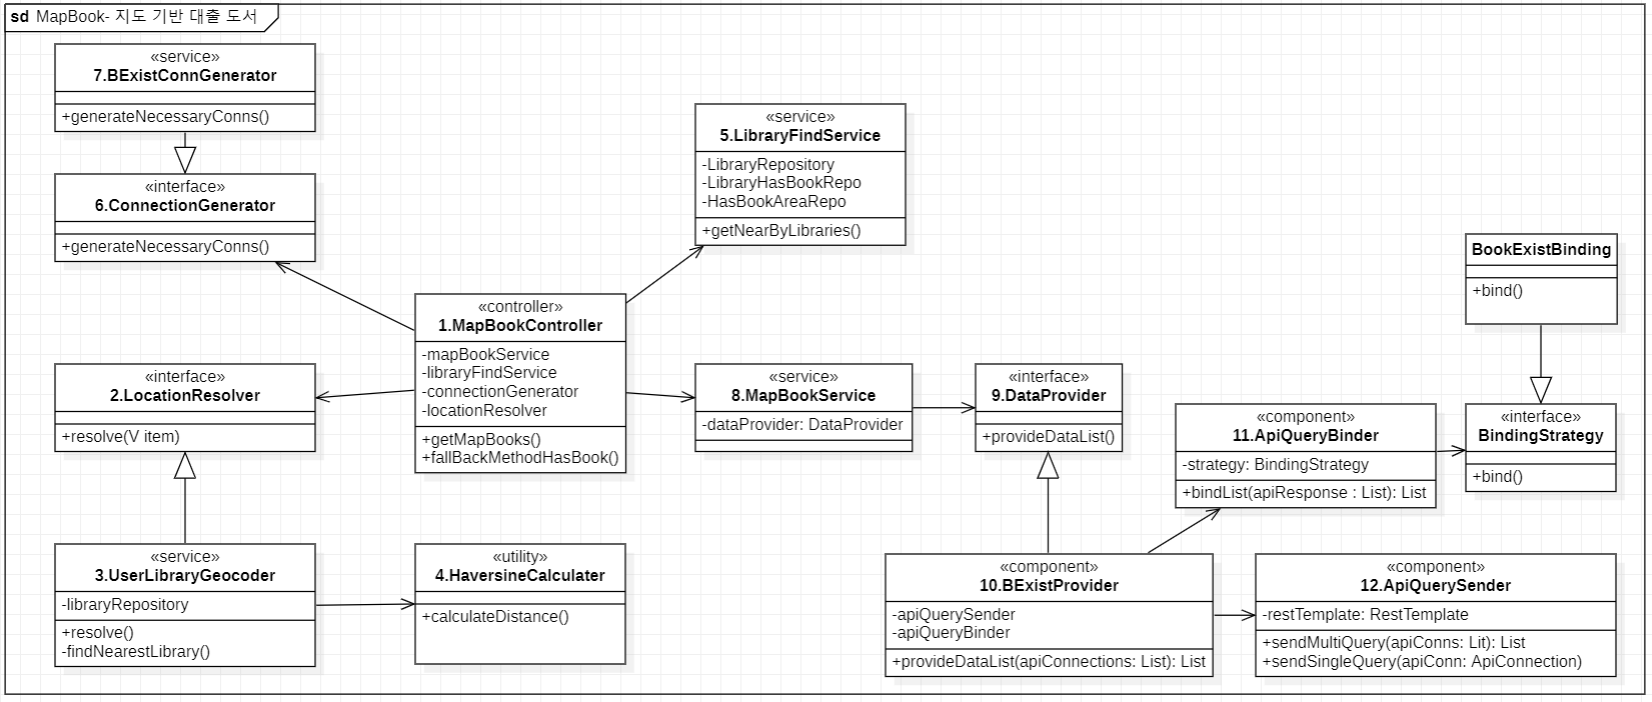 sd MapBook- 지도 기반 대출 도서
«service»
7.BExistConnGenerator
+generateNecessaryConns()
«interface»
6.ConnectionGenerator
+generateNecessaryConns()
«service»
5.LibraryFindService
-LibraryRepository
-LibraryHasBookRepo
-HasBookAreaRepo
+getNearByLibraries()
«controller»
1.MapBookController
-mapBookService
-libraryFindService
-connectionGenerator
-locationResolver
+getMapBooks()
+fallBackMethodHasBook()
«interface»
2.LocationResolver
+resolve(V item)
«service»
3.UserLibraryGeocoder
-libraryRepository
+resolve()
-findNearestLibrary()
«utility»
4.HaversineCalculater
+calculateDistance()
«service»
8.MapBookService
-dataProvider: DataProvider
«interface»
9.DataProvider
+provideDataList()
«component»
10.BExistProvider
-apiQuerySender
-apiQueryBinder
+provideDataList(apiConnections: List): List
«component»
11.ApiQueryBinder
-strategy: BindingStrategy
+bindList(apiResponse : List): List
BookExistBinding
+bind()
«interface»
BindingStrategy
+bind()
«component»
12.ApiQuerySender
-restTemplate: RestTemplate
+sendMultiQuery(apiConns: Lit): List
+sendSingleQuery(apiConn: ApiConnection)